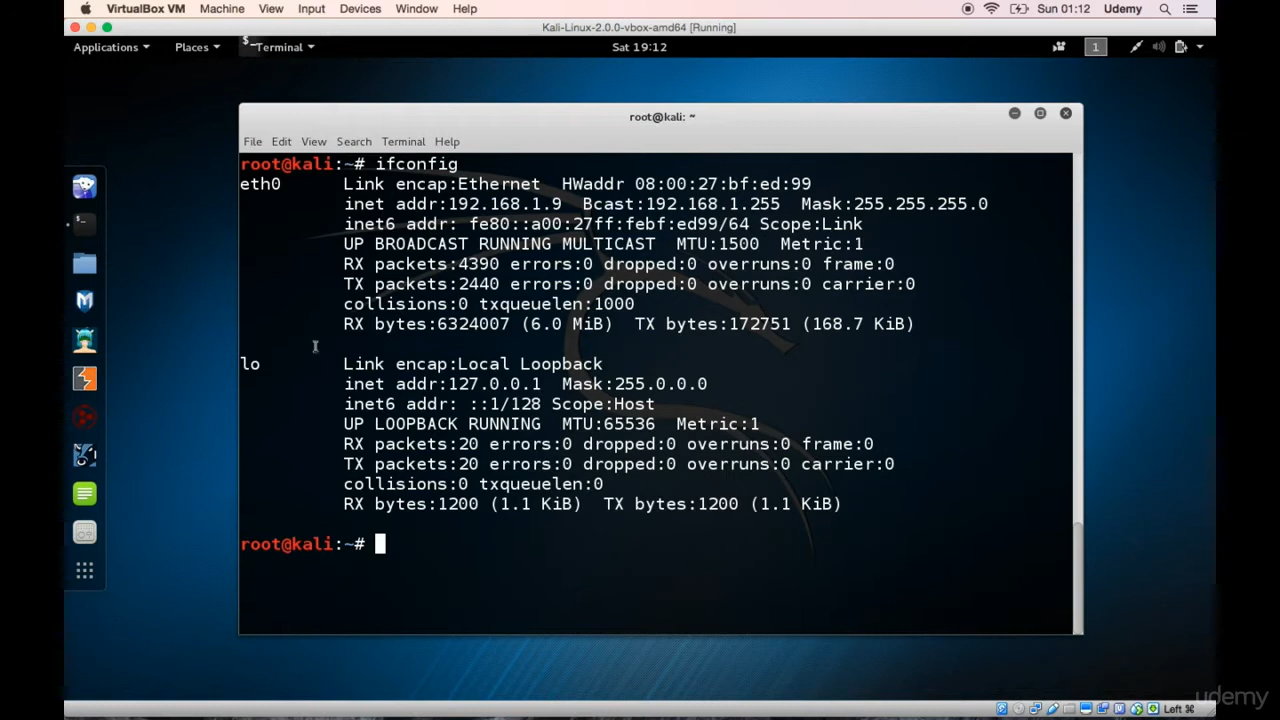 VirtualBox VM Machine View Input Devices Window Help Sun 01:12 Udemy
Kali-Linux-2.0.0-vbox-amd64 [Running]
Applications Places Terminal Sat 19:12 1
root@kali: ~
File Edit View Search Terminal Help
root@kali:~# ifconfig
eth0 Link encap:Ethernet HWaddr 08:00:27:bf:ed:99
inet addr:192.168.1.9 Bcast:192.168.1.255 Mask:255.255.255.0
inet6 addr: fe80::a00:27ff:febf:ed99/64 Scope:Link
UP BROADCAST RUNNING MULTICAST MTU:1500 Metric:1
RX packets:4390 errors:0 dropped:0 overruns:0 frame:0
TX packets:2440 errors:0 dropped:0 overruns:0 carrier:0
collisions:0 txqueuelen:1000
RX bytes:6324007 (6.0 MiB) TX bytes:172751 (168.7 KiB)
lo Link encap:Local Loopback
inet addr:127.0.0.1 Mask:255.0.0.0
inet6 addr: ::1/128 Scope:Host
UP LOOPBACK RUNNING MTU:65536 Metric:1
RX packets:20 errors:0 dropped:0 overruns:0 frame:0
TX packets:20 errors:0 dropped:0 overruns:0 carrier:0
collisions:0 txqueuelen:0
RX bytes:1200 (1.1 KiB) TX bytes:1200 (1.1 KiB)
root@kali:~#
udemy
Left ⌘